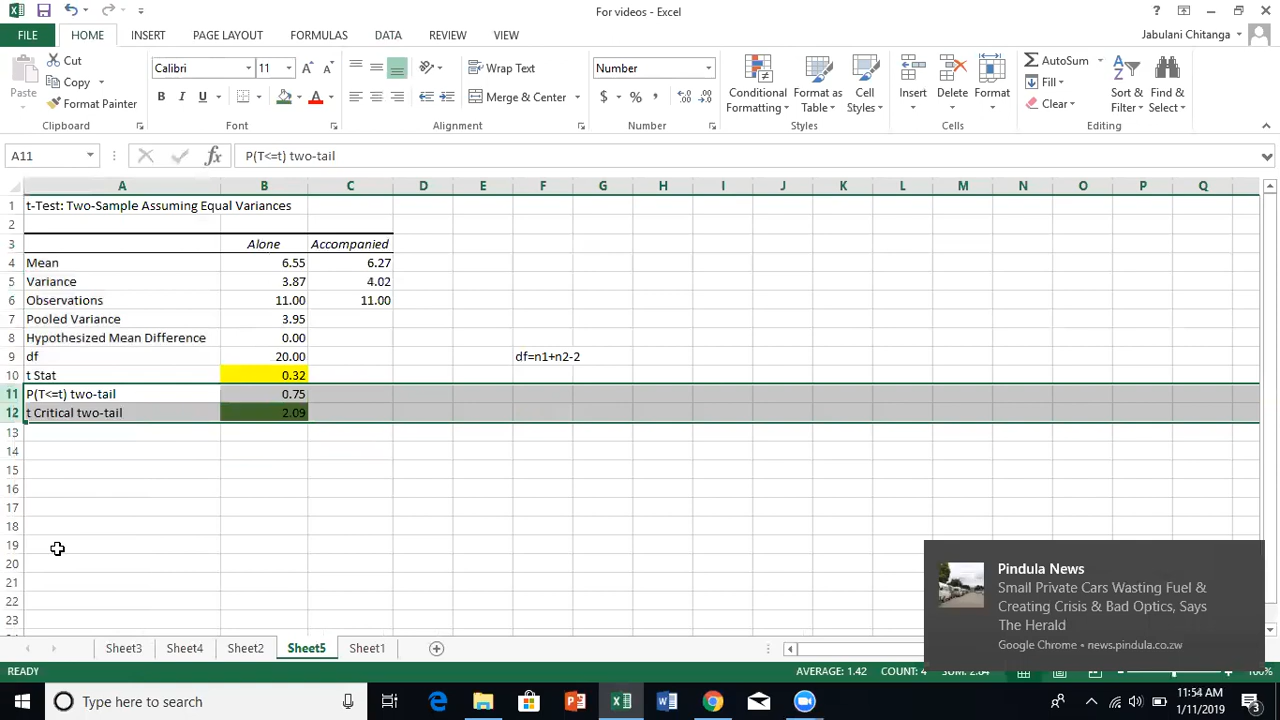 For videos - Excel
?
FILE HOME INSERT PAGE LAYOUT FORMULAS DATA REVIEW VIEW Jabulani Chitanga
Paste
Cut
Copy
Format Painter
Calibri 11
B I U A
Wrap Text
Merge & Center
Number
$ % ,
Conditional Formatting
Format as Table
Cell Styles
Insert
Delete
Format
AutoSum
Fill
Clear
Sort & Filter
Find & Select
Clipboard Font Alignment Number Styles Cells Editing
A11 fx P(T<=t) two-tail
A B C D E F G H I J K L M N O P Q
1 t-Test: Two-Sample Assuming Equal Variances
2
3 Alone Accompanied
4 Mean 6.55 6.27
5 Variance 3.87 4.02
6 Observations 11.00 11.00
7 Pooled Variance 3.95
8 Hypothesized Mean Difference 0.00
9 df 20.00 df=n1+n2-2
10 t Stat 0.32
11 P(T<=t) two-tail 0.75
12 t Critical two-tail 2.09
13
14
15
16
17
18
19
20
21
22
23
Pindula News
Small Private Cars Wasting Fuel &
Creating Crisis & Bad Optics, Says
The Herald
Google Chrome • news.pindula.co.zw
Sheet3 Sheet4 Sheet2 Sheet5 Sheet1
READY AVERAGE: 1.42 COUNT: 4 SUM: 2.84 100%
Type here to search
11:54 AM
1/11/2019
3